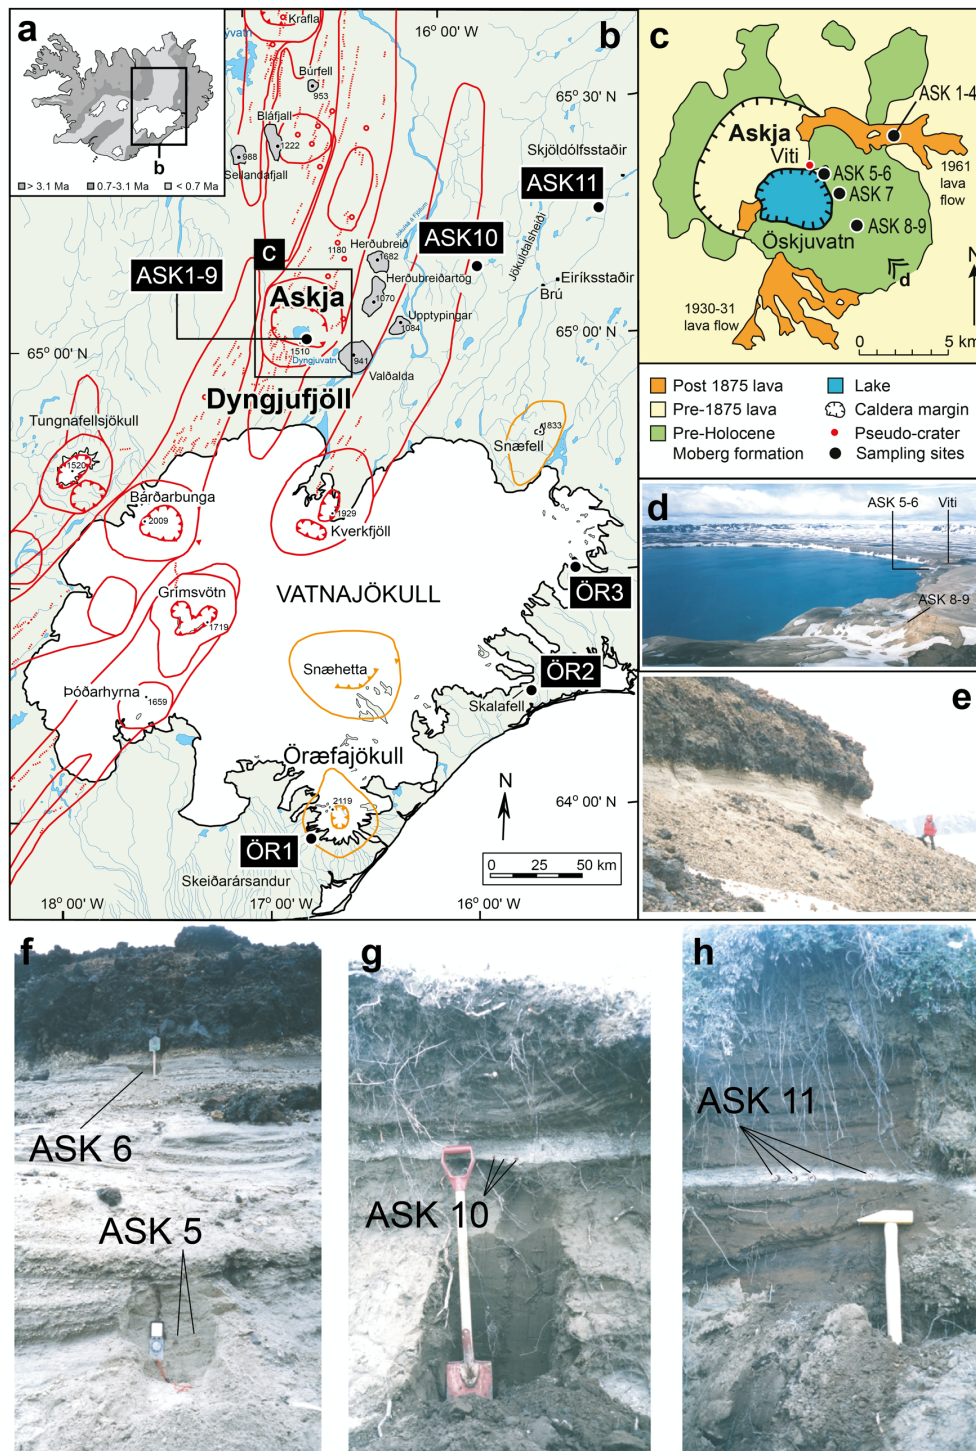 a
b
> 3.1 Ma
0.7-3.1 Ma
< 0.7 Ma
b
16° 00' W
Krafla
Búrfell
953
Bláfjall
1222
988
Sellandafjall
65° 30' N
Skjöldólfsstaðir
ASK11
ASK10
Jökuldalsheiði
Jökulsá á Fjöllum
Herðubreið
1682
1180
Herðubreiðartögl
1070
Eiríksstaðir
Brú
Upptypingar
1084
C
ASK1-9
Askja
1510
Dyngjuvatn
941
Vaðalda
65° 00' N
65° 00' N
Dyngjufjöll
Tungnafellsjökull
1520
Snæfell
1833
Bárðarbunga
2009
1929
Kverkfjöll
Grímsvötn
1719
VATNAJÖKULL
ÖR3
Snæhetta
ÖR2
Skalafell
Þóðarhyrna
1659
Öræfajökull
2119
ÖR1
N
64° 00' N
0 25 50 km
Skeiðarársandur
18° 00' W
17° 00' W
16° 00' W
c
ASK 1-4
Askja
Viti
ASK 5-6
ASK 7
1961
lava
flow
ASK 8-9
Öskjuvatn
d
N
1930-31
lava flow
0 5 km
Post 1875 lava
Pre-1875 lava
Pre-Holocene
Moberg formation
Lake
Caldera margin
Pseudo-crater
Sampling sites
d
ASK 5-6
Viti
ASK 8-9
e
f
ASK 6
ASK 5
g
ASK 10
h
ASK 11